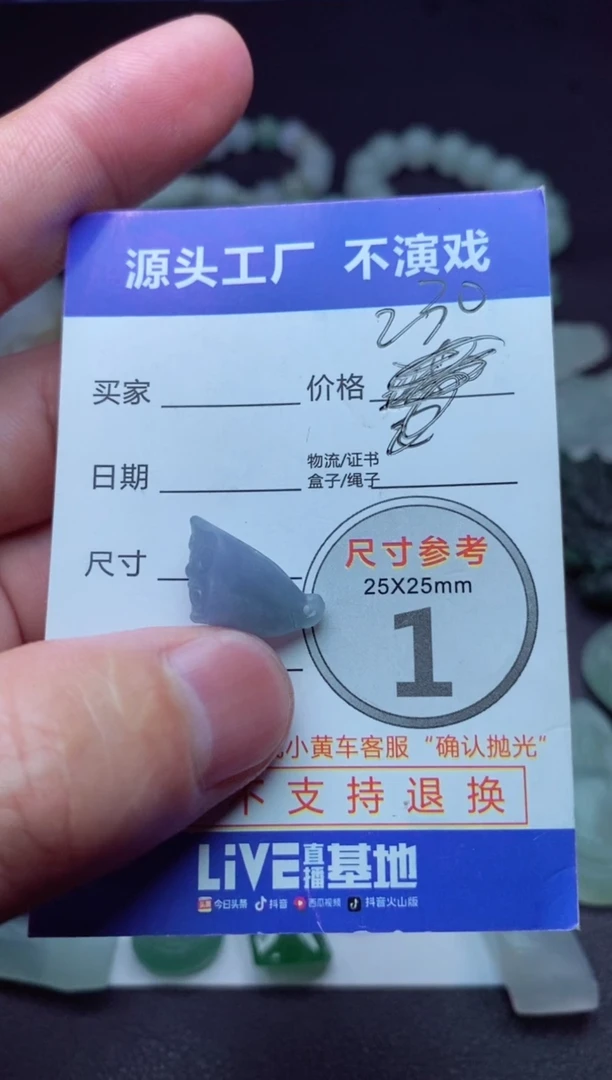 源头工厂 不演戏
230
买家 价格
日期 物流/证书
盒子/绳子
尺寸 尺寸参考
25X25mm
1
小黄车客服“确认抛光”
不支持退换
LiVE直播基地
今日头条 抖音 西瓜视频 抖音火山版